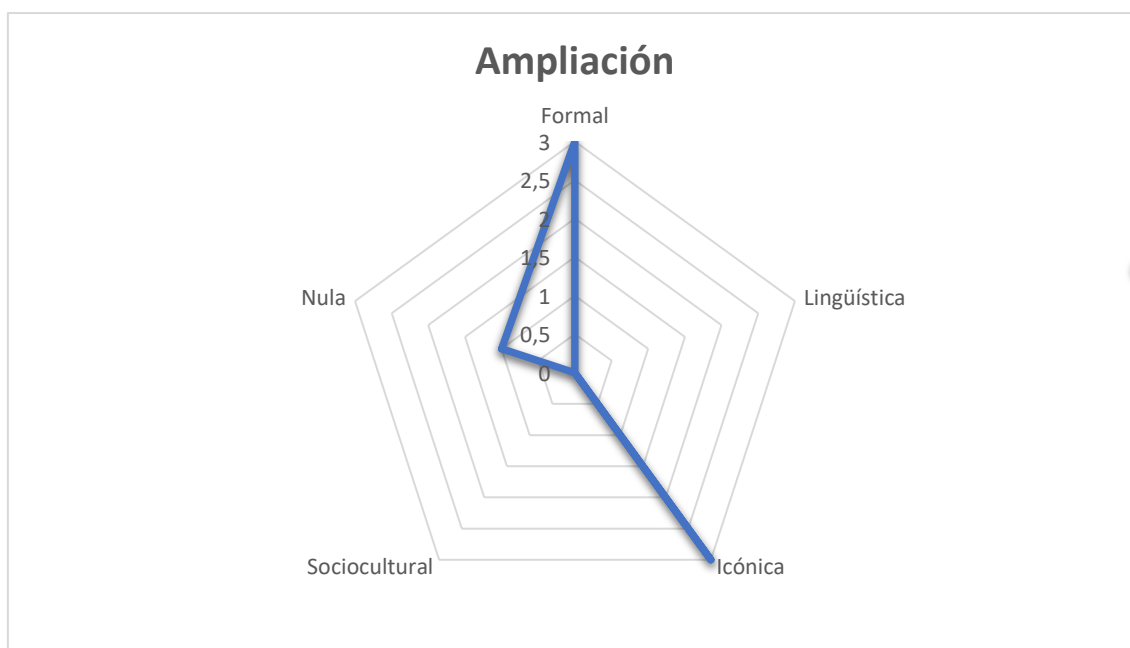 Ampliación
Formal
3
2,5
2
1,5
1
0,5
0
Nula
Lingüística
Sociocultural
Icónica